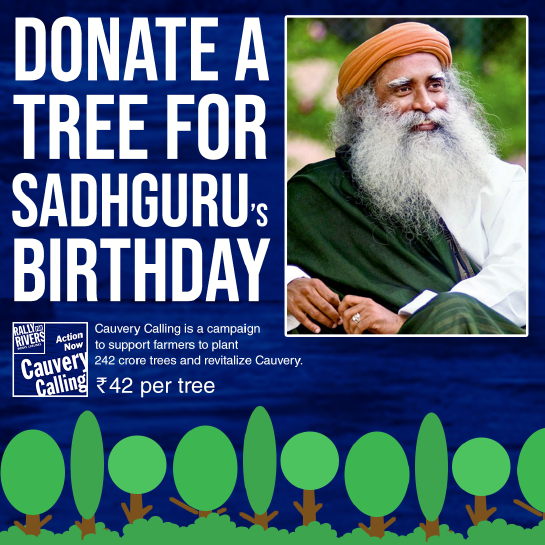 DONATE A
TREE FOR
SADHGURU's
BIRTHDAY
RALLY FOR
RIVERS
Action
Now
Cauvery
Calling
Cauvery Calling is a campaign
to support farmers to plant
242 crore trees and revitalize Cauvery.
₹42 per tree